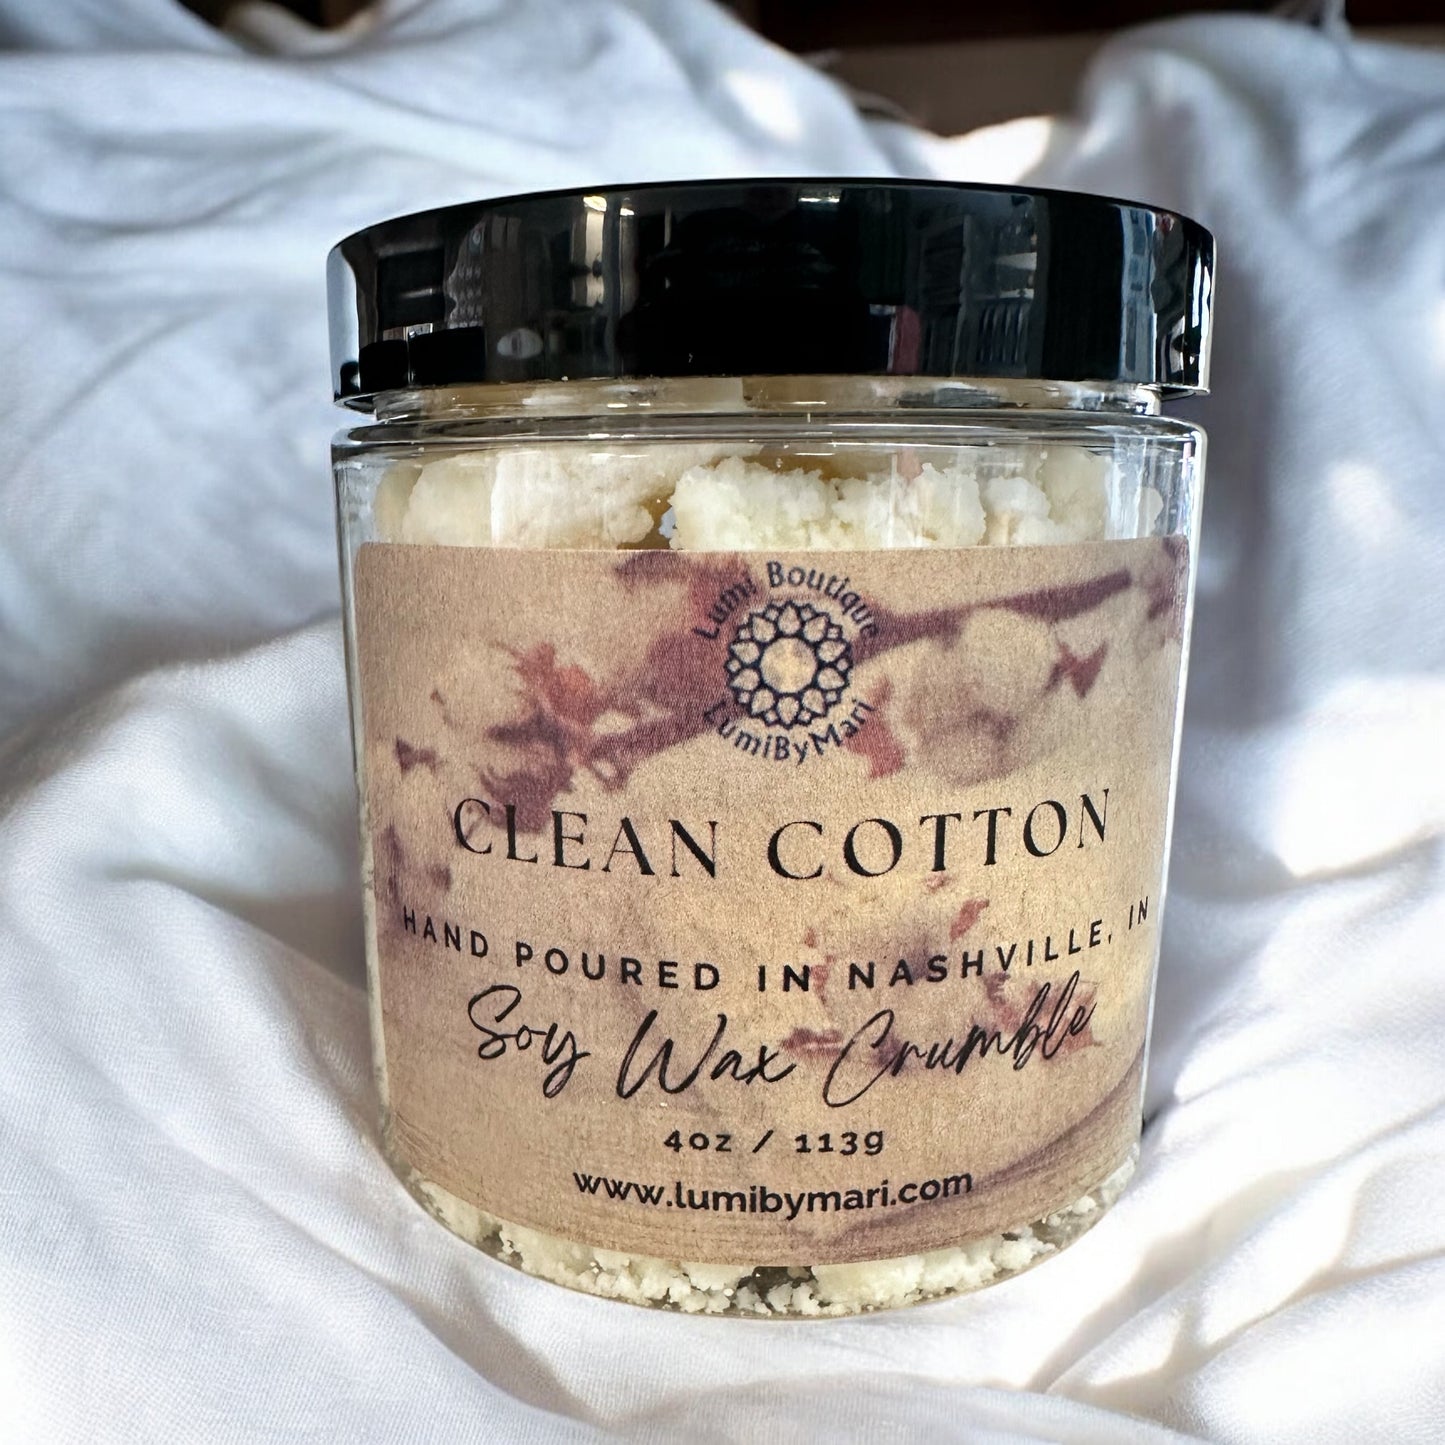 Lumi Boutique
LumiByMari
CLEAN COTTON
HAND POURED IN NASHVILLE, IN
Soy Wax Crumble
4oz / 113g
www.lumibymari.com